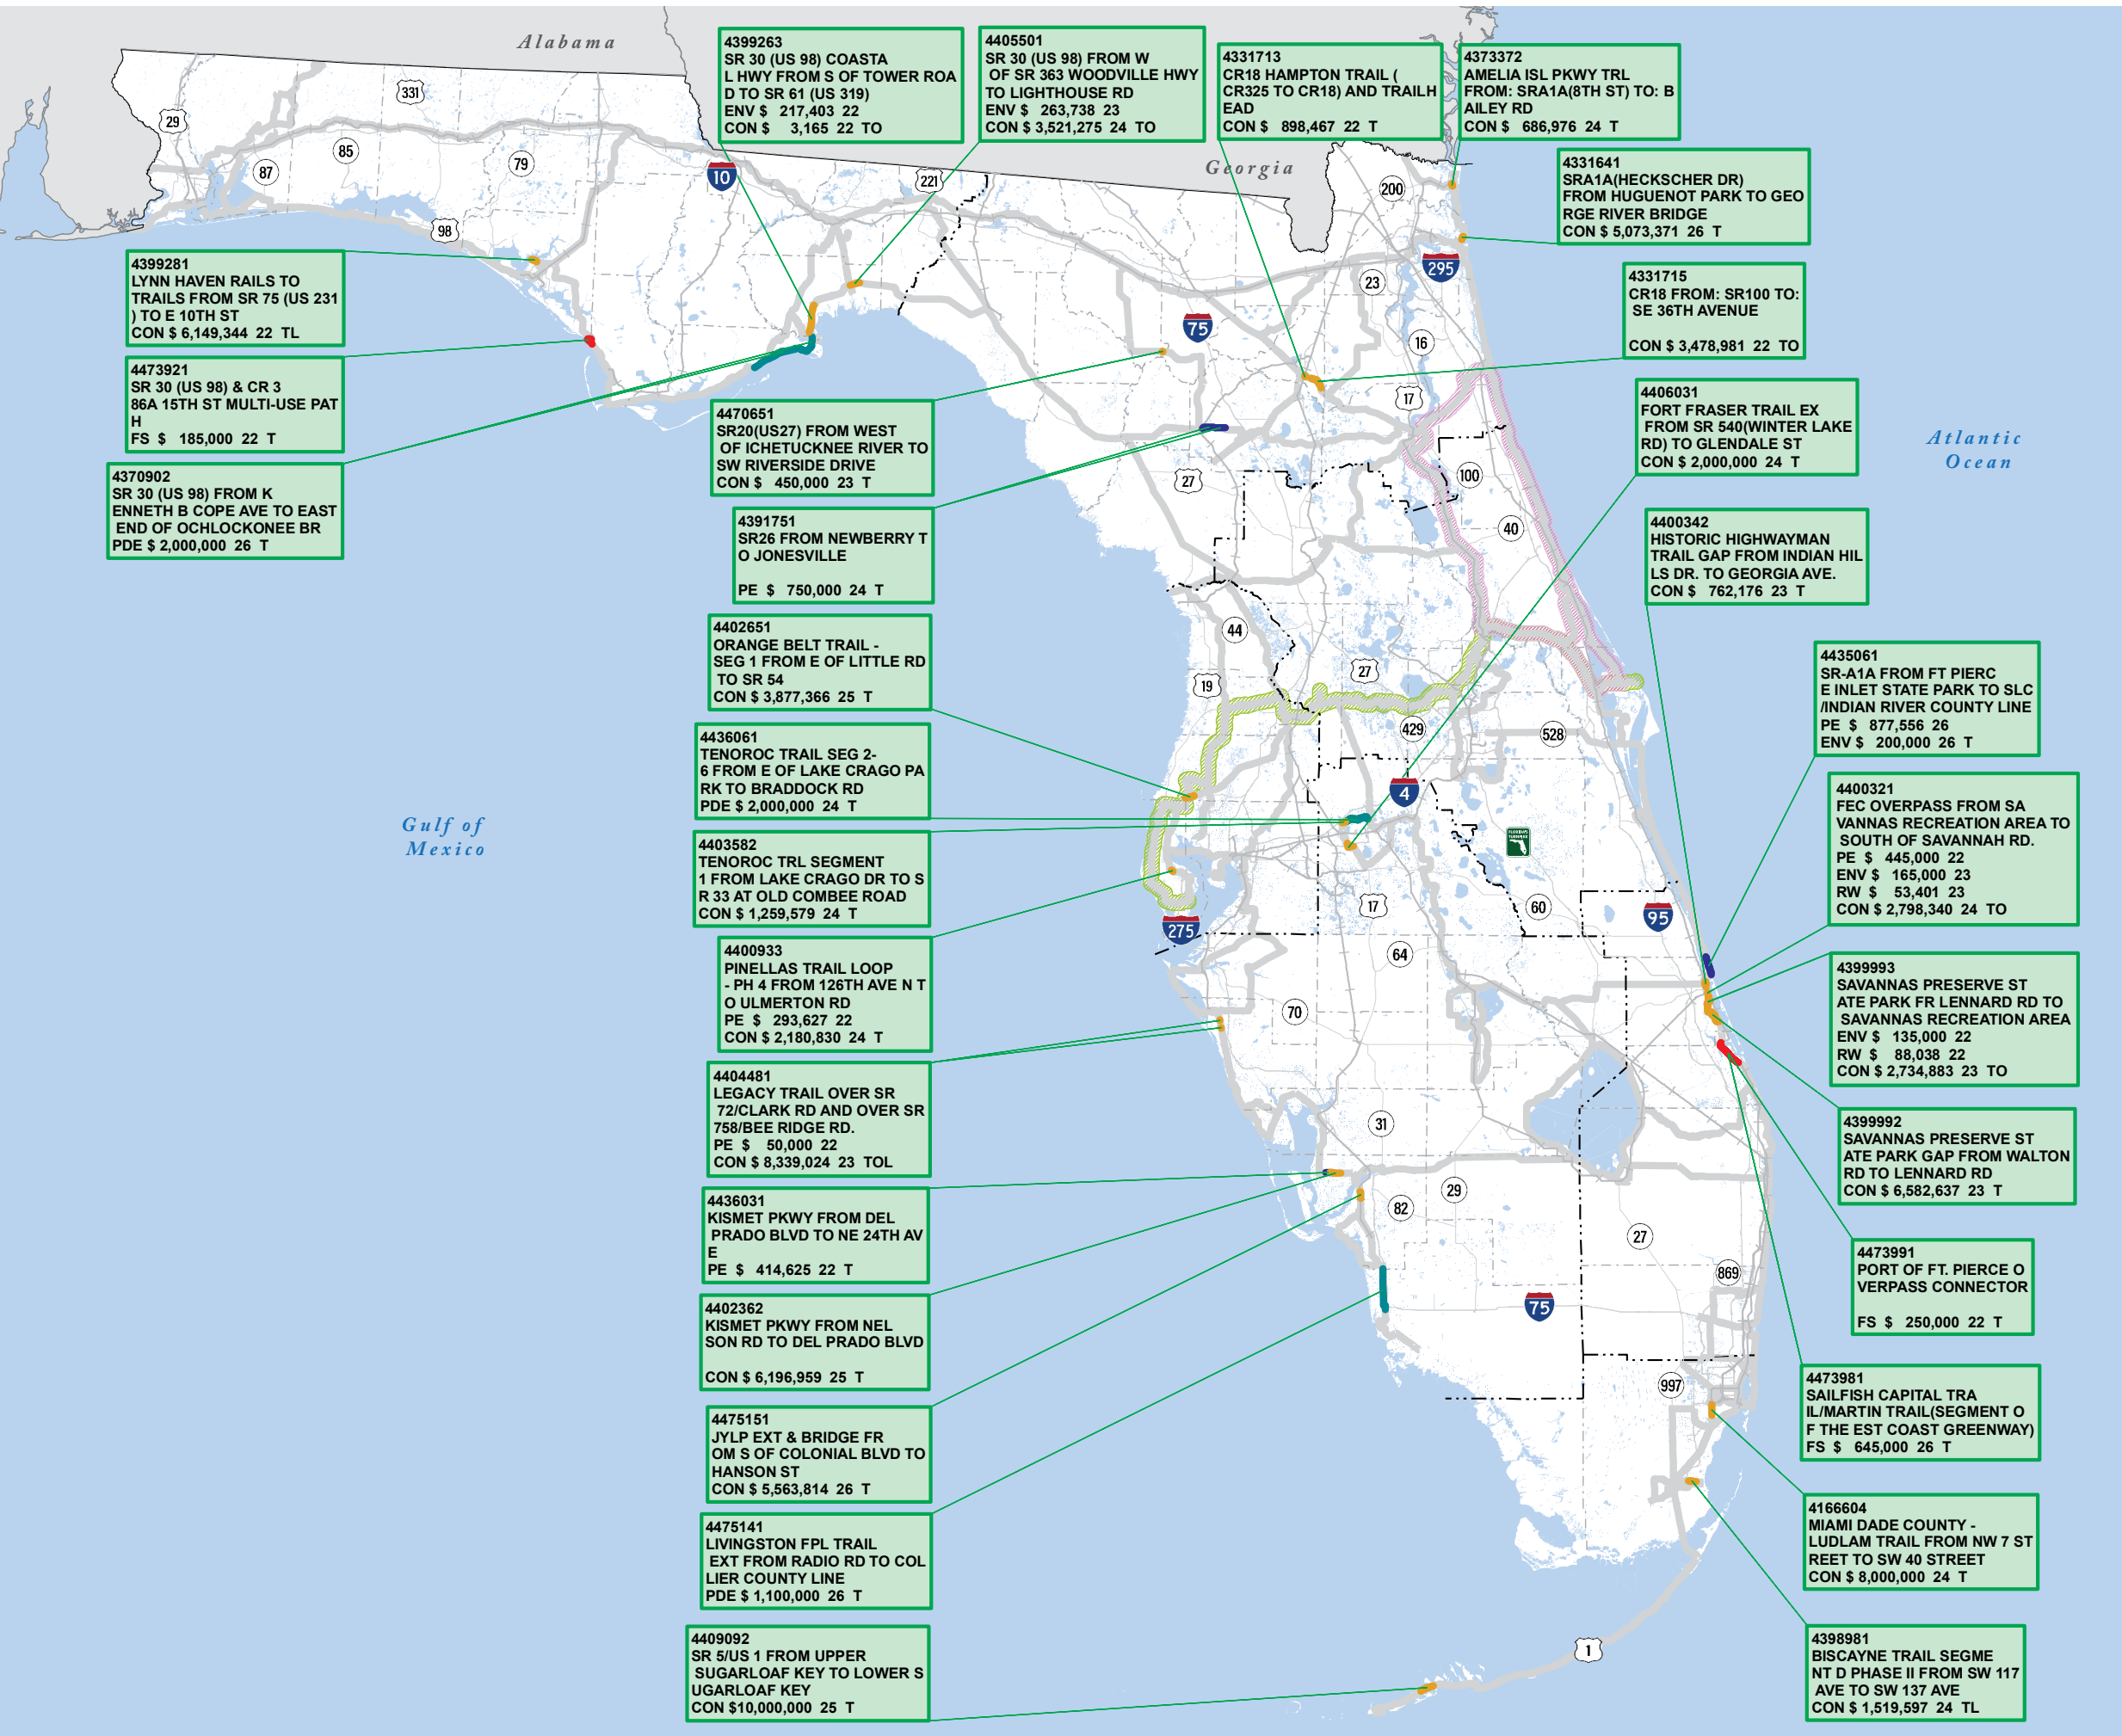 Alabama
Georgia
Atlantic
Ocean
Gulf of
Mexico
4399263
SR 30 (US 98) COASTA
L HWY FROM S OF TOWER ROA
D TO SR 61 (US 319)
ENV $ 217,403 22
CON $ 3,165 22 TO
4405501
SR 30 (US 98) FROM W
OF SR 363 WOODVILLE HWY
TO LIGHTHOUSE RD
ENV $ 263,738 23
CON $ 3,521,275 24 TO
4331713
CR18 HAMPTON TRAIL (
CR325 TO CR18) AND TRAILH
EAD
CON $ 898,467 22 T
4373372
AMELIA ISL PKWY TRL
FROM: SRA1A(8TH ST) TO: B
AILEY RD
CON $ 686,976 24 T
4331641
SRA1A(HECKSCHER DR)
FROM HUGUENOT PARK TO GEO
RGE RIVER BRIDGE
CON $ 5,073,371 26 T
4331715
CR18 FROM: SR100 TO:
SE 36TH AVENUE
CON $ 3,478,981 22 TO
4406031
FORT FRASER TRAIL EX
FROM SR 540(WINTER LAKE
RD) TO GLENDALE ST
CON $ 2,000,000 24 T
4400342
HISTORIC HIGHWAYMAN
TRAIL GAP FROM INDIAN HIL
LS DR. TO GEORGIA AVE.
CON $ 762,176 23 T
4435061
SR-A1A FROM FT PIERC
E INLET STATE PARK TO SLC
/INDIAN RIVER COUNTY LINE
PE $ 877,556 26
ENV $ 200,000 26 T
4400321
FEC OVERPASS FROM SA
VANNAS RECREATION AREA TO
SOUTH OF SAVANNAH RD.
PE $ 445,000 22
ENV $ 165,000 23
RW $ 53,401 23
CON $ 2,798,340 24 TO
4399993
SAVANNAS PRESERVE ST
ATE PARK FR LENNARD RD TO
SAVANNAS RECREATION AREA
ENV $ 135,000 22
RW $ 88,038 22
CON $ 2,734,883 23 TO
4399992
SAVANNAS PRESERVE ST
ATE PARK GAP FROM WALTON
RD TO LENNARD RD
CON $ 6,582,637 23 T
4473991
PORT OF FT. PIERCE O
VERPASS CONNECTOR
FS $ 250,000 22 T
4473981
SAILFISH CAPITAL TRA
IL/MARTIN TRAIL(SEGMENT O
F THE EST COAST GREENWAY)
FS $ 645,000 26 T
4166604
MIAMI DADE COUNTY -
LUDLAM TRAIL FROM NW 7 ST
REET TO SW 40 STREET
CON $ 8,000,000 24 T
4398981
BISCAYNE TRAIL SEGME
NT D PHASE II FROM SW 117
AVE TO SW 137 AVE
CON $ 1,519,597 24 TL
4399281
LYNN HAVEN RAILS TO
TRAILS FROM SR 75 (US 231
) TO E 10TH ST
CON $ 6,149,344 22 TL
4473921
SR 30 (US 98) & CR 3
86A 15TH ST MULTI-USE PAT
H
FS $ 185,000 22 T
4370902
SR 30 (US 98) FROM K
ENNETH B COPE AVE TO EAST
END OF OCHLOCKONEE BR
PDE $ 2,000,000 26 T
4470651
SR20(US27) FROM WEST
OF ICHETUCKNEE RIVER TO
SW RIVERSIDE DRIVE
CON $ 450,000 23 T
4391751
SR26 FROM NEWBERRY T
O JONESVILLE
PE $ 750,000 24 T
4402651
ORANGE BELT TRAIL -
SEG 1 FROM E OF LITTLE RD
TO SR 54
CON $ 3,877,366 25 T
4436061
TENOROC TRAIL SEG 2-
6 FROM E OF LAKE CRAGO PA
RK TO BRADDOCK RD
PDE $ 2,000,000 24 T
4403582
TENOROC TRL SEGMENT
1 FROM LAKE CRAGO DR TO S
R 33 AT OLD COMBEE ROAD
CON $ 1,259,579 24 T
4400933
PINELLAS TRAIL LOOP
- PH 4 FROM 126TH AVE N T
O ULMERTON RD
PE $ 293,627 22
CON $ 2,180,830 24 T
4404481
LEGACY TRAIL OVER SR
72/CLARK RD AND OVER SR
758/BEE RIDGE RD.
PE $ 50,000 22
CON $ 8,339,024 23 TOL
4436031
KISMET PKWY FROM DEL
PRADO BLVD TO NE 24TH AV
E
PE $ 414,625 22 T
4402362
KISMET PKWY FROM NEL
SON RD TO DEL PRADO BLVD
CON $ 6,196,959 25 T
4475151
JYLP EXT & BRIDGE FR
OM S OF COLONIAL BLVD TO
HANSON ST
CON $ 5,563,814 26 T
4475141
LIVINGSTON FPL TRAIL
EXT FROM RADIO RD TO COL
LIER COUNTY LINE
PDE $ 1,100,000 26 T
4409092
SR 5/US 1 FROM UPPER
SUGARLOAF KEY TO LOWER S
UGARLOAF KEY
CON $10,000,000 25 T
29
331
87
85
79
98
10
221
200
295
23
75
16
17
27
100
40
44
19
27
429
528
4
275
17
60
95
64
70
31
82
29
27
869
75
997
1